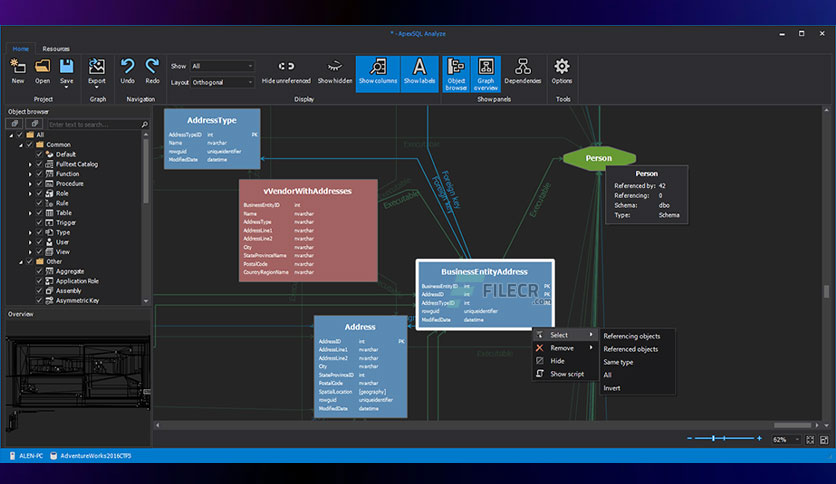 * - ApexSQL Analyze
Home
Resources
New
Open
Save
Export
Undo
Redo
Show All
Layout Orthogonal
Hide unreferenced
Show hidden
Show columns
Show labels
Object browser
Graph overview
Dependencies
Options
Project
Graph
Navigation
Display
Show panels
Tools
Object browser
Enter text to search...
All
Common
Default
Fulltext Catalog
Function
Procedure
Role
Rule
Table
Trigger
Type
User
View
Other
Aggregate
Application Role
Assembly
Asymmetric Key
Overview
AddressType
AddressTypeID int PK
Name nvarchar
rowguid uniqueidentifier
ModifiedDate datetime
vVendorWithAddresses
BusinessEntityID int
Name nvarchar
AddressType nvarchar
AddressLine1 nvarchar
AddressLine2 nvarchar
City nvarchar
StateProvinceName nvarchar
PostalCode nvarchar
CountryRegionName nvarchar
Executable
Executable
Executable
Foreign key
Foreign key
Executable
Person
Person
Referenced by: 42
Referencing: 0
Schema: dbo
Type: Schema
BusinessEntityAddress
BusinessEntityID int PK
AddressID int PK
AddressTypeID int PK
rowguid uniqueidentifier
ModifiedDate datetime
FILECR
.com
Address
AddressID int PK
AddressLine1 nvarchar
AddressLine2 nvarchar
City nvarchar
StateProvinceID int
PostalCode nvarchar
SpatialLocation [geography]
rowguid uniqueidentifier
ModifiedDate datetime
Executable
Select
Remove
Hide
Show script
Referencing objects
Referenced objects
Same type
All
Invert
62%
ALEN-PC
AdventureWorks2016CTP3